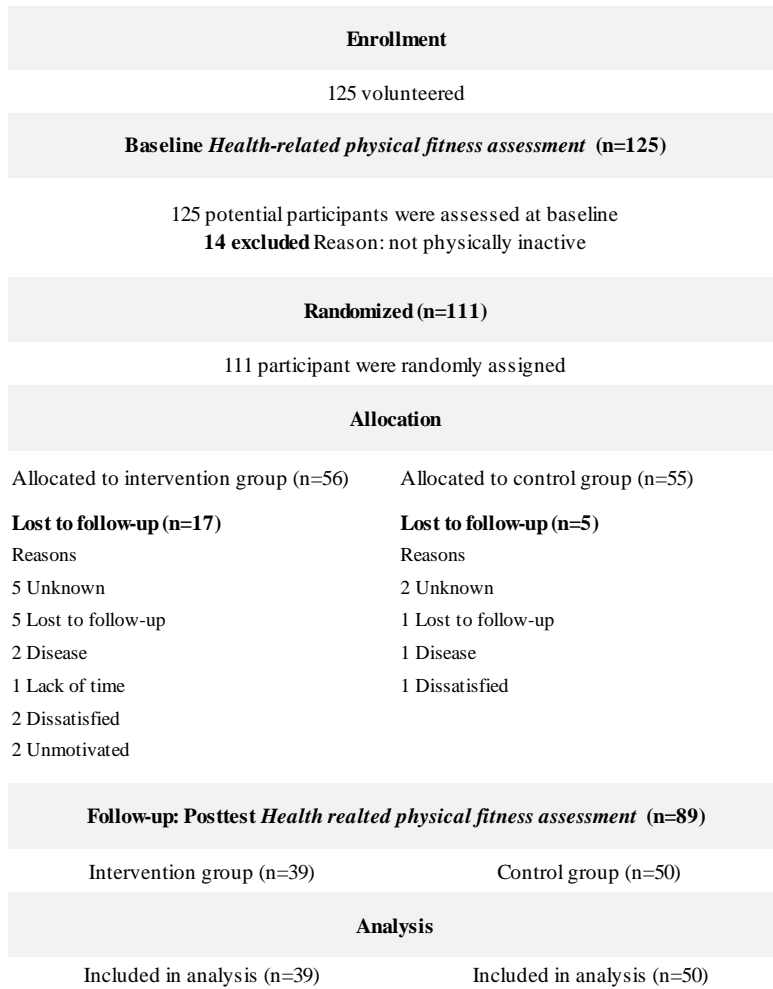 Enrollment
125 volunteered
Baseline Health-related physical fitness assessment (n=125)
125 potential participants were assessed at baseline
14 excluded Reason: not physically inactive
Randomized (n=111)
111 participant were randomly assigned
Allocation
Allocated to intervention group (n=56)
Allocated to control group (n=55)
Lost to follow-up (n=17)
Reasons
5 Unknown
5 Lost to follow-up
2 Disease
1 Lack of time
2 Dissatisfied
2 Unmotivated
Lost to follow-up (n=5)
Reasons
2 Unknown
1 Lost to follow-up
1 Disease
1 Dissatisfied
Follow-up: Posttest Health realted physical fitness assessment (n=89)
Intervention group (n=39)
Control group (n=50)
Analysis
Included in analysis (n=39)
Included in analysis (n=50)